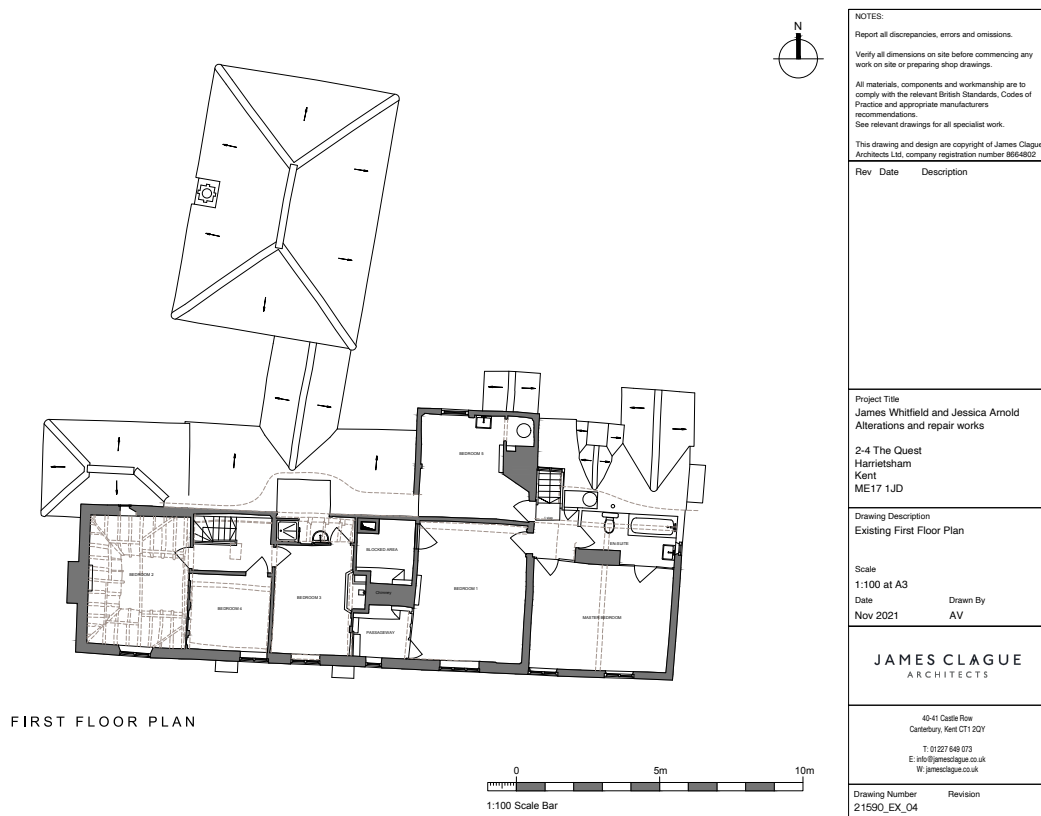 NOTES:
Report all discrepancies, errors and omissions.
Verify all dimensions on site before commencing any
work on site or preparing shop drawings.
All materials, components and workmanship are to
comply with the relevant British Standards, Codes of
Practice and appropriate manufacturers
recommendations.
See relevant drawings for all specialist work.
This drawing and design are copyright of James Clague
Architects Ltd, company registration number 8664802
Rev Date Description
Project Title
James Whitfield and Jessica Arnold
Alterations and repair works
2-4 The Quest
Harrietsham
Kent
ME17 1JD
Drawing Description
Existing First Floor Plan
Scale
1:100 at A3
Date Drawn By
Nov 2021 AV
JAMES CLAGUE
ARCHITECTS
40-41 Castle Row
Canterbury, Kent CT1 2QY
T: 01227 649 073
E: info@jamesclague.co.uk
W: jamesclague.co.uk
Drawing Number Revision
21590_EX_04
N
BEDROOM 5
BLOCKED AREA
EN-SUITE
BEDROOM 2
BEDROOM 4
BEDROOM 3
Chimney
BEDROOM 1
MASTER BEDROOM
PASSAGEWAY
FIRST FLOOR PLAN
0 5m 10m
1:100 Scale Bar